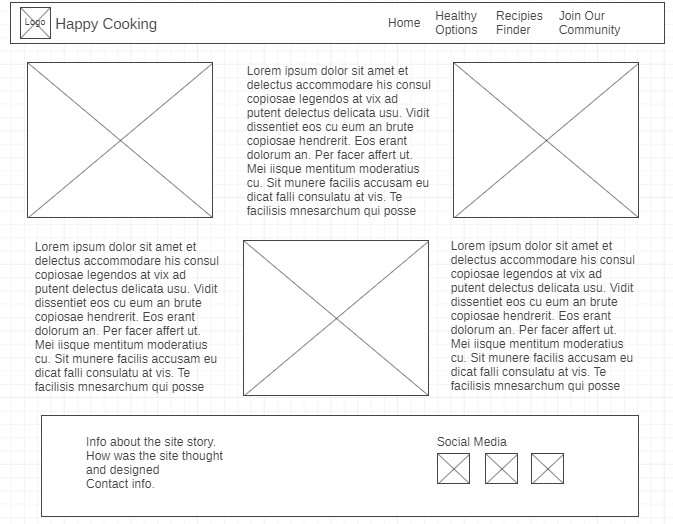 Logo
Happy Cooking
Home
Healthy
Options
Recipies
Finder
Join Our
Community
Lorem ipsum dolor sit amet et
delectus accommodare his consul
copiosae legendos at vix ad
putent delectus delicata usu. Vidit
dissentiet eos cu eum an brute
copiosae hendrerit. Eos erant
dolorum an. Per facer affert ut.
Mei iisque mentitum moderatius
cu. Sit munere facilis accusam eu
dicat falli consulatu at vis. Te
facilisis mnesarchum qui posse
Lorem ipsum dolor sit amet et
delectus accommodare his consul
copiosae legendos at vix ad
putent delectus delicata usu. Vidit
dissentiet eos cu eum an brute
copiosae hendrerit. Eos erant
dolorum an. Per facer affert ut.
Mei iisque mentitum moderatius
cu. Sit munere facilis accusam eu
dicat falli consulatu at vis. Te
facilisis mnesarchum qui posse
Lorem ipsum dolor sit amet et
delectus accommodare his consul
copiosae legendos at vix ad
putent delectus delicata usu. Vidit
dissentiet eos cu eum an brute
copiosae hendrerit. Eos erant
dolorum an. Per facer affert ut.
Mei iisque mentitum moderatius
cu. Sit munere facilis accusam eu
dicat falli consulatu at vis. Te
facilisis mnesarchum qui posse
Info about the site story.
How was the site thought
and designed
Contact info.
Social Media